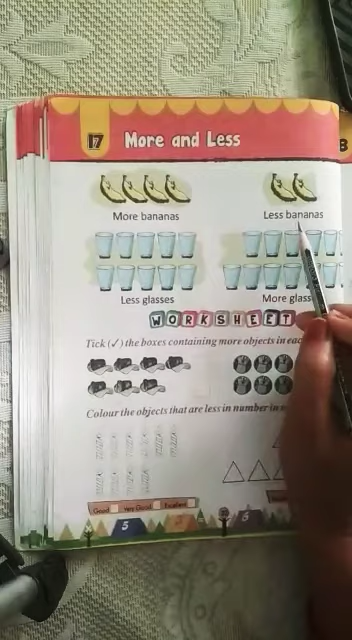 17 More and Less
More bananas
Less bananas
Less glasses
More glass
WORKSHEET
Tick (✓) the boxes containing more objects in eac
Colour the objects that are less in number in
Good Very Good Excellent
5
6